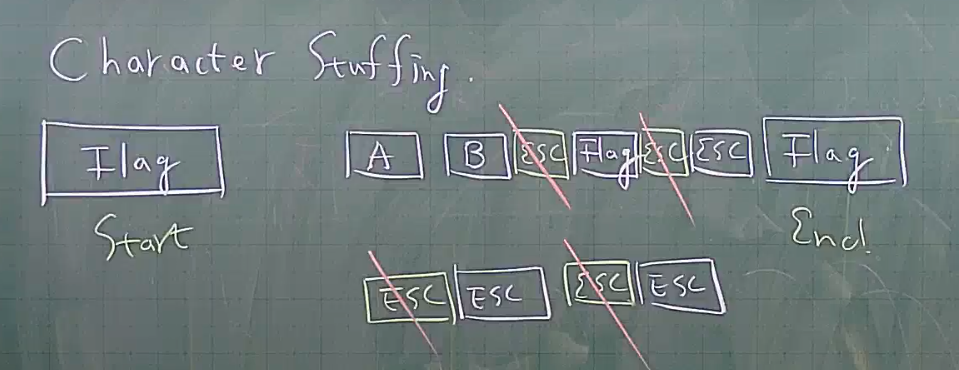 Character Stuffing.
Flag A B ESC Flag ESC ESC Flag
Start End.
ESC ESC ESC ESC